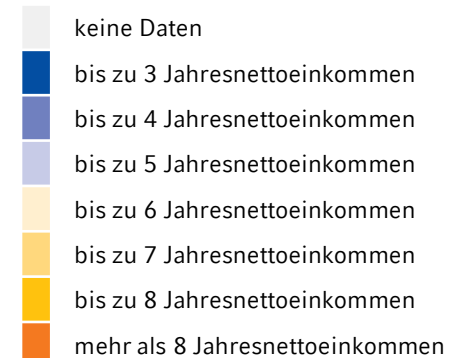 keine Daten
bis zu 3 Jahresnettoeinkommen
bis zu 4 Jahresnettoeinkommen
bis zu 5 Jahresnettoeinkommen
bis zu 6 Jahresnettoeinkommen
bis zu 7 Jahresnettoeinkommen
bis zu 8 Jahresnettoeinkommen
mehr als 8 Jahresnettoeinkommen